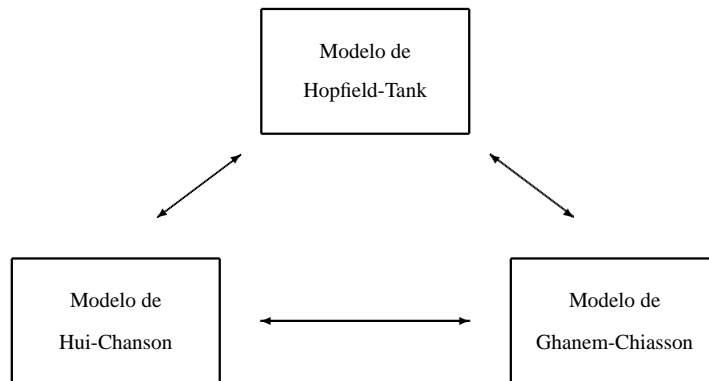 Modelo de
Hopfield-Tank
Modelo de
Hui-Chanson
Modelo de
Ghanem-Chiasson